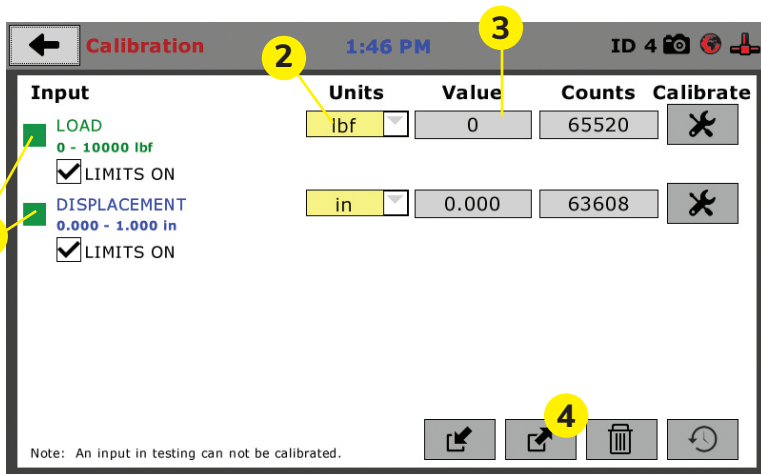 Calibration 1:46 PM ID 4
2
3
Input Units Value Counts Calibrate
LOAD lbf 0 65520
0 - 10000 lbf
LIMITS ON
DISPLACEMENT in 0.000 63608
0.000 - 1.000 in
LIMITS ON
4
Note: An input in testing can not be calibrated.